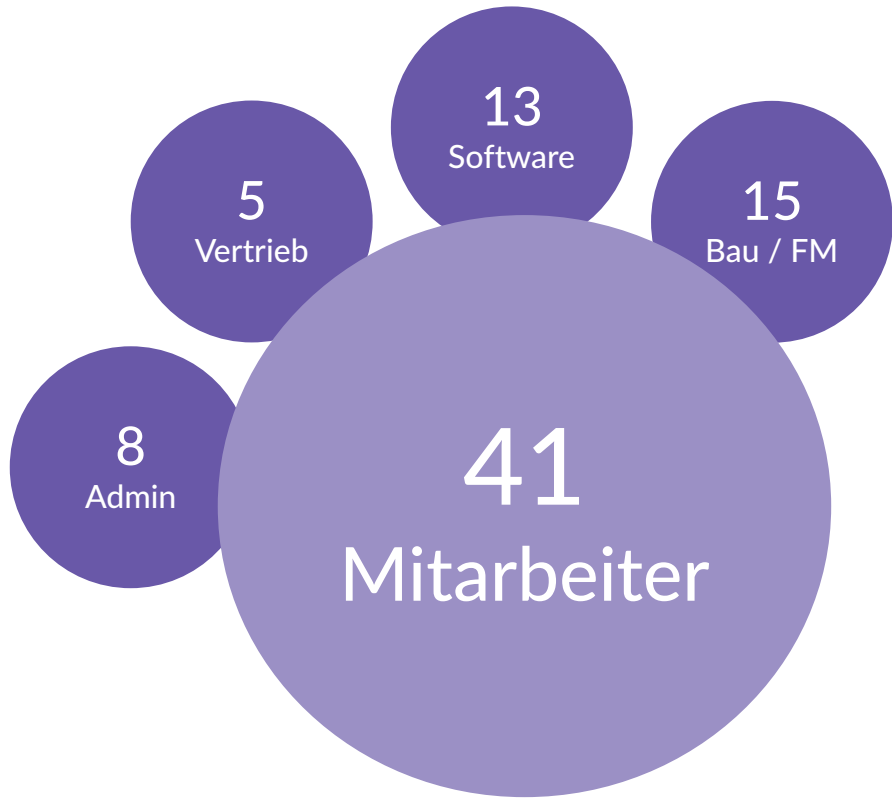 13
Software
5
Vertrieb
15
Bau / FM
8
Admin
41
Mitarbeiter